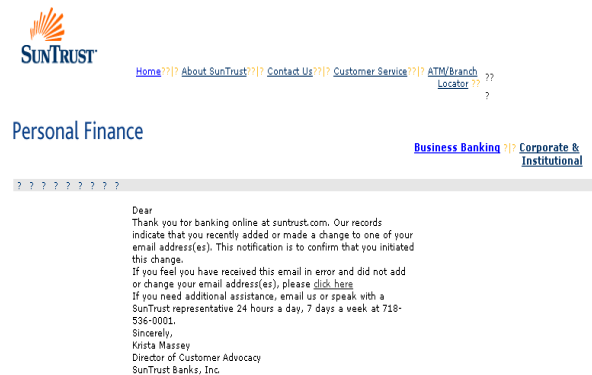 SUNTRUST
Home??|? About SunTrust??|? Contact Us??|? Customer Service??|? ATM/Branch ??
Locator ?? ?
Personal Finance
Business Banking ?|? Corporate &
Institutional
? ? ? ? ? ? ? ? ?
Dear
Thank you for banking online at suntrust.com. Our records
indicate that you recently added or made a change to one of your
email address(es). This notification is to confirm that you initiated
this change.
If you feel you have received this email in error and did not add
or change your email address(es), please click here
If you need additional assistance, email us or speak with a
SunTrust representative 24 hours a day, 7 days a week at 718-
536-0001.
Sincerely,
Krista Massey
Director of Customer Advocacy
SunTrust Banks, Inc.